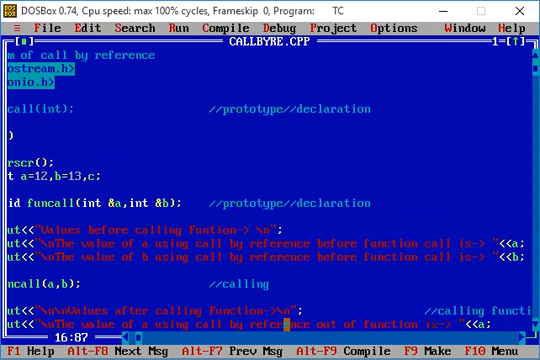 DOSBox 0.74, Cpu speed: max 100% cycles, Frameskip 0, Program: TC
≡ File Edit Search Run Compile Debug Project Options Window Help
[■] CALLBYRE.CPP 1=[↑]
m of call by reference
ostream.h>
onio.h>
call(int); //prototype//declaration
)
rscr();
t a=12,b=13,c;
id funcall(int &a,int &b); //prototype//declaration
ut<<"Values before calling Funtion-> \n";
ut<<"\nThe value of a using call by reference before function call is-> "<<a;
ut<<"\nThe value of b using call by reference before function call is-> "<<b;
ncall(a,b); //calling
ut<<"\n\nValues after calling Function->\n"; //calling functi
ut<<"\nThe value of a using call by reference out of function is-> "<<a;
16:87
F1 Help Alt-F8 Next Msg Alt-F7 Prev Msg Alt-F9 Compile F9 Make F10 Menu